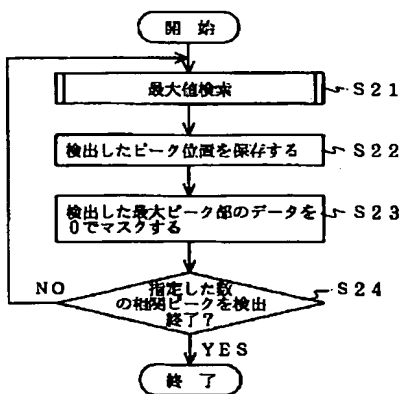 開 始
最大値検索
S21
検出したピーク位置を保存する
S22
検出した最大ピーク部のデータを
0でマスクする
S23
指定した数
の相関ピークを検出
終了？
S24
NO
YES
終 了